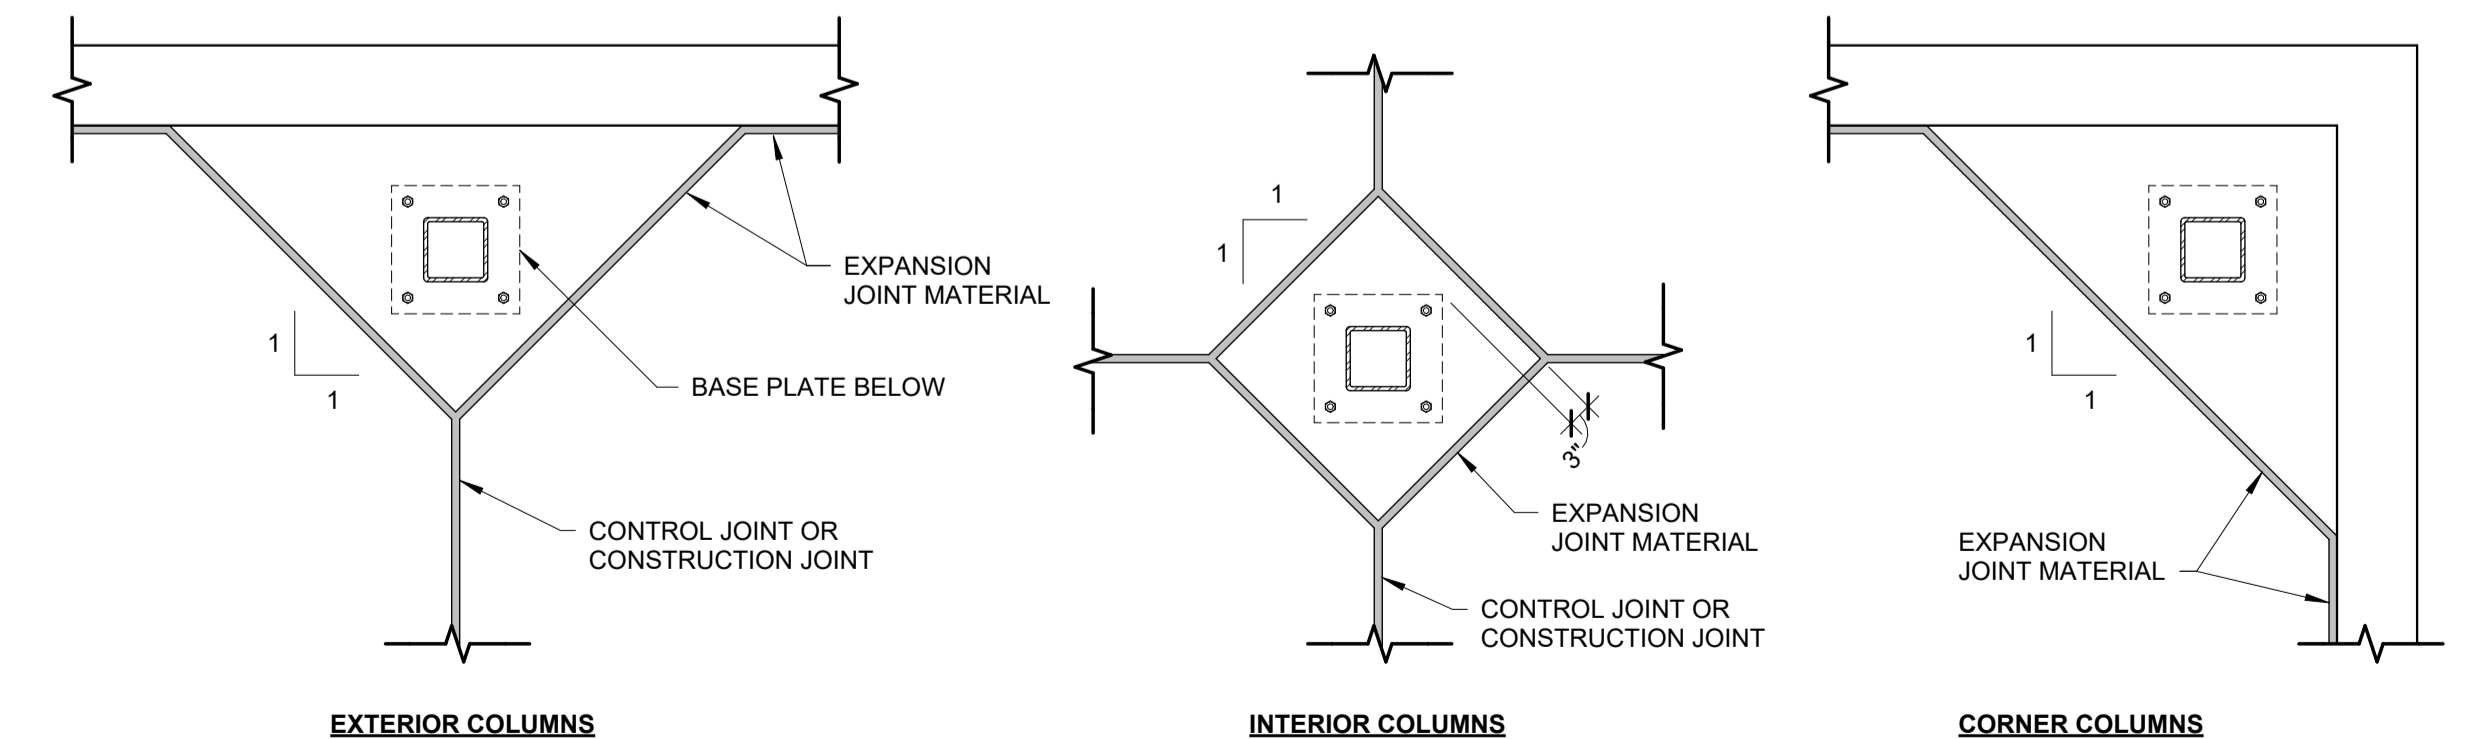 EXPANSION
JOINT MATERIAL
1
1
BASE PLATE BELOW
CONTROL JOINT OR
CONSTRUCTION JOINT
EXTERIOR COLUMNS
1
1
3"
EXPANSION
JOINT MATERIAL
CONTROL JOINT OR
CONSTRUCTION JOINT
INTERIOR COLUMNS
1
1
EXPANSION
JOINT MATERIAL
CORNER COLUMNS